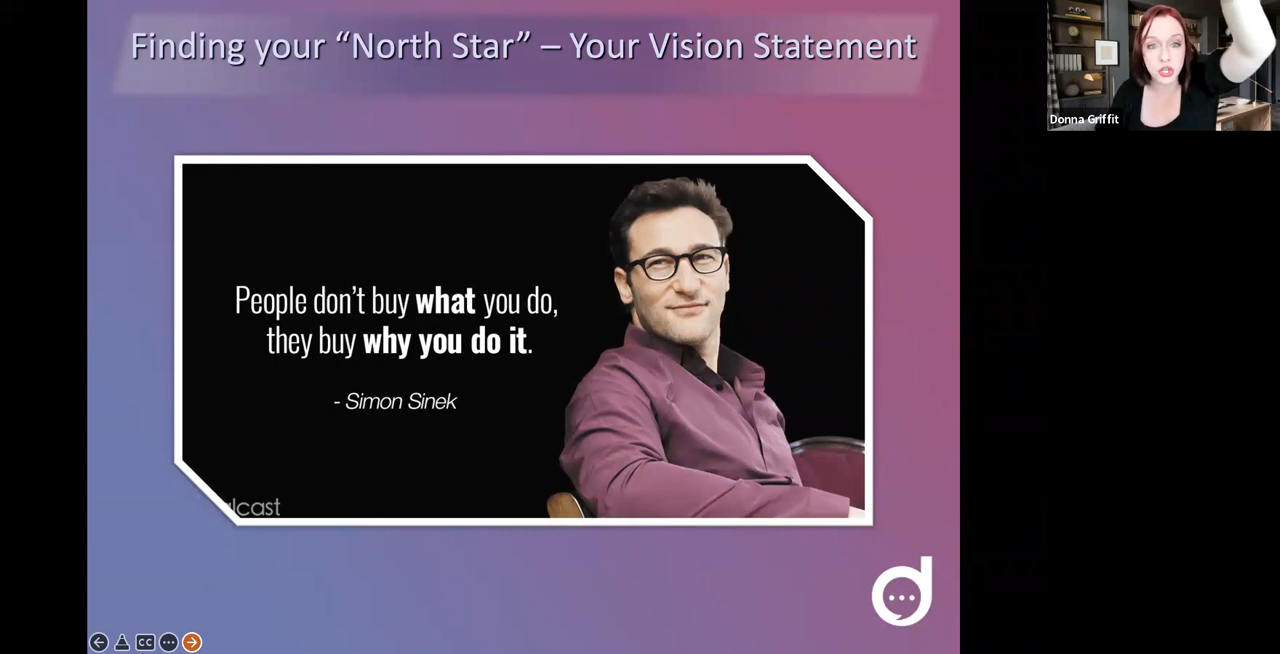 Finding your “North Star” – Your Vision Statement
Donna Griffit
People don’t buy what you do,
they buy why you do it.
- Simon Sinek
CC